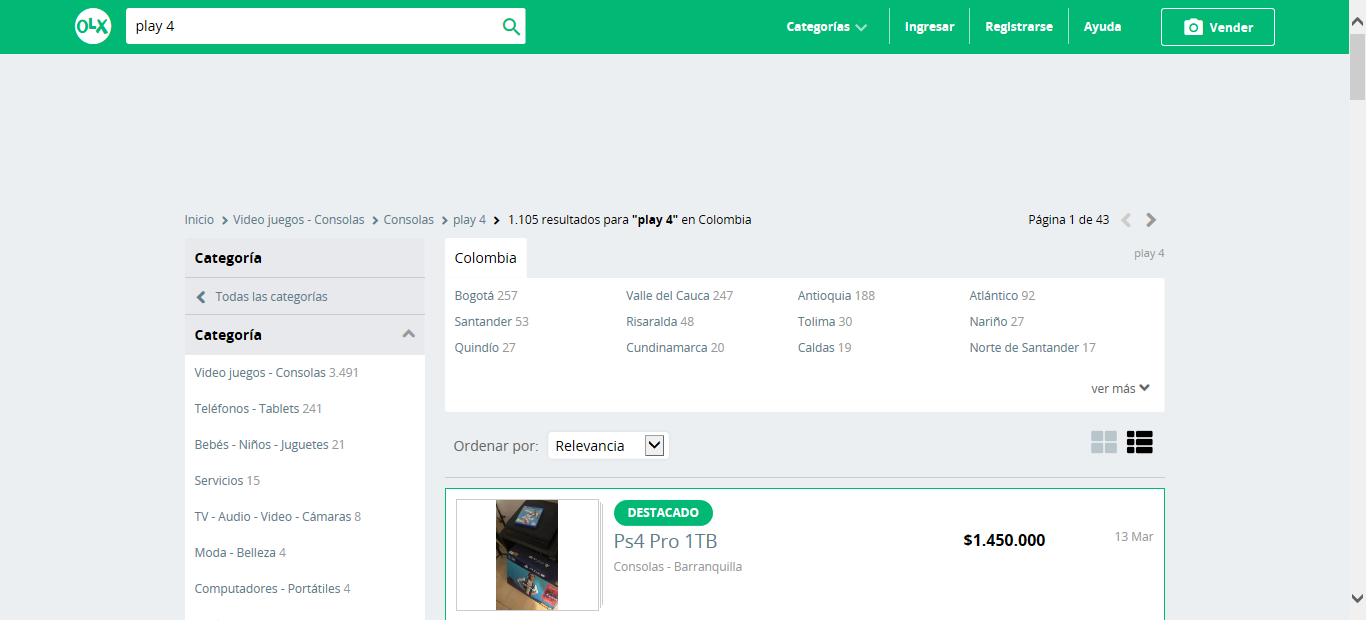 OLX play 4 Categorías Ingresar Registrarse Ayuda Vender
Inicio Video juegos - Consolas Consolas play 4 1.105 resultados para "play 4" en Colombia Página 1 de 43
Categoría
Todas las categorías
Categoría
Video juegos - Consolas 3.491
Teléfonos - Tablets 241
Bebés - Niños - Juguetes 21
Servicios 15
TV - Audio - Video - Cámaras 8
Moda - Belleza 4
Computadores - Portátiles 4
Colombia play 4
Bogotá 257 Valle del Cauca 247 Antioquia 188 Atlántico 92
Santander 53 Risaralda 48 Tolima 30 Nariño 27
Quindío 27 Cundinamarca 20 Caldas 19 Norte de Santander 17
ver más
Ordenar por: Relevancia
DESTACADO
Ps4 Pro 1TB $1.450.000 13 Mar
Consolas - Barranquilla